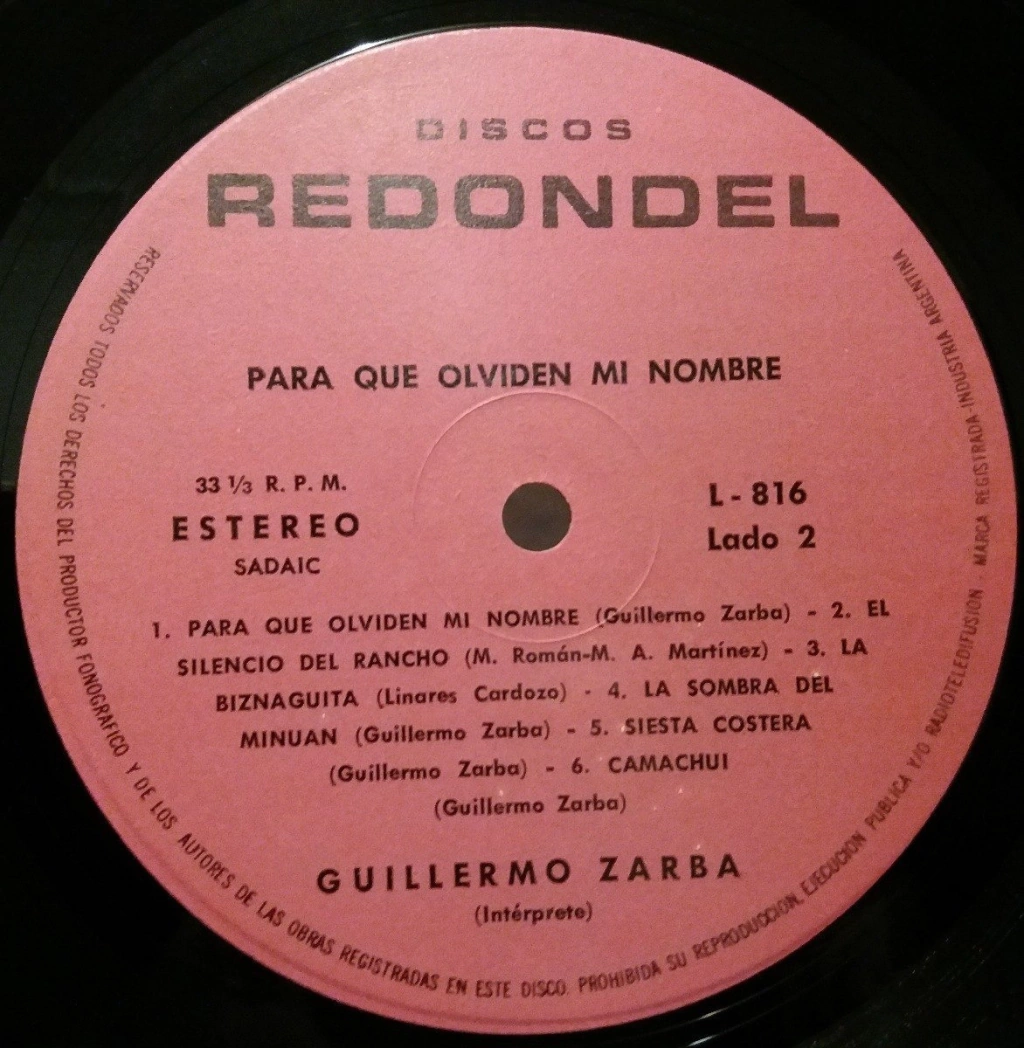 DISCOS
REDONDEL
PARA QUE OLVIDEN MI NOMBRE
33 ⅓ R. P. M.
ESTEREO
SADAIC
L - 816
Lado 2
1. PARA QUE OLVIDEN MI NOMBRE (Guillermo Zarba) - 2. EL
SILENCIO DEL RANCHO (M. Román-M. A. Martínez) - 3. LA
BIZNAGUITA (Linares Cardozo) - 4. LA SOMBRA DEL
MINUAN (Guillermo Zarba) - 5. SIESTA COSTERA
(Guillermo Zarba) - 6. CAMACHUI
(Guillermo Zarba)
GUILLERMO ZARBA
(Intérprete)
RESERVADOS TODOS LOS DERECHOS DEL PRODUCTOR FONOGRAFICO Y DE LOS AUTORES DE LAS OBRAS REGISTRADAS EN ESTE DISCO. PROHIBIDA SU REPRODUCCION, EJECUCION PUBLICA Y/O RADIOTELEDIFUSION - MARCA REGISTRADA-INDUSTRIA ARGENTINA